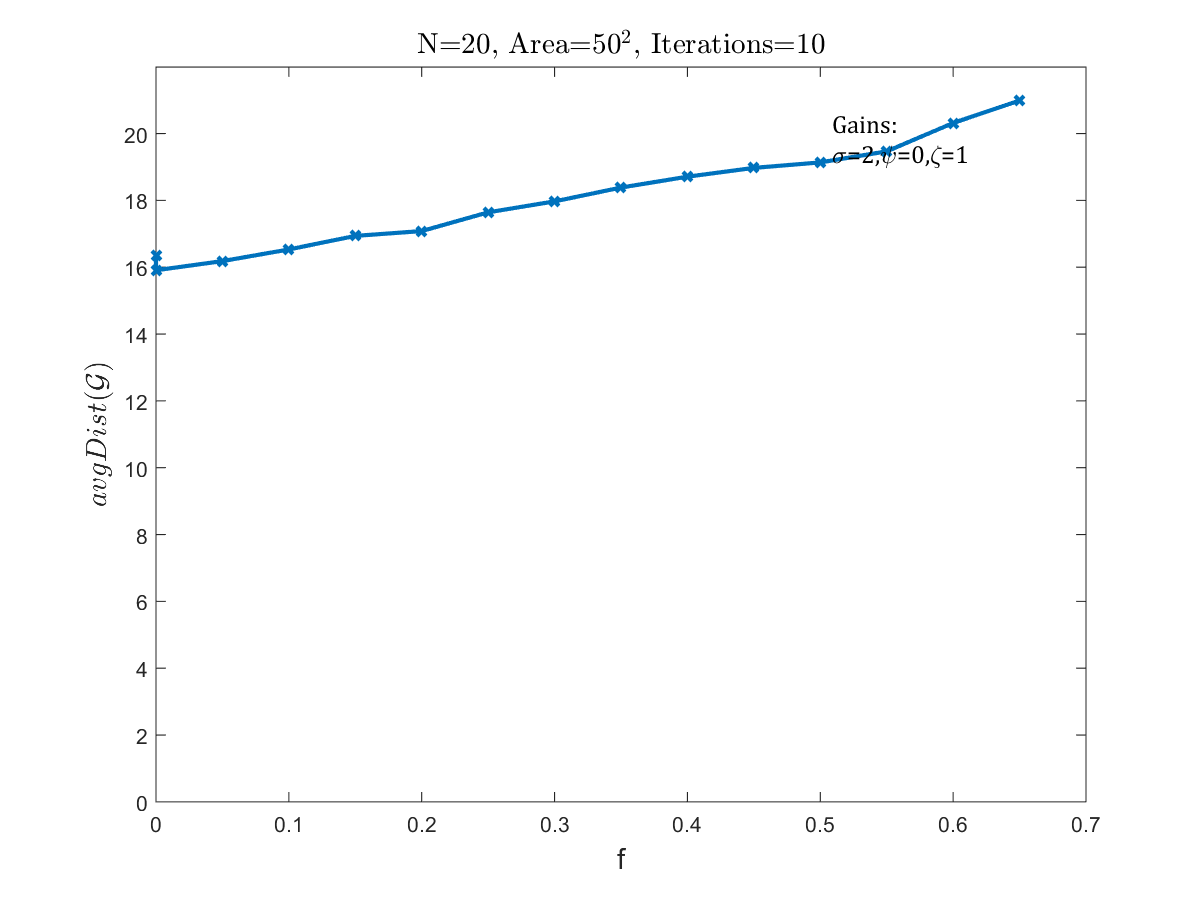 N=20, Area=50², Iterations=10
Gains:
σ=2,ψ=0,ζ=1
avgDist(𝒢)
20
18
16
14
12
10
8
6
4
2
0
0 0.1 0.2 0.3 0.4 0.5 0.6 0.7
f